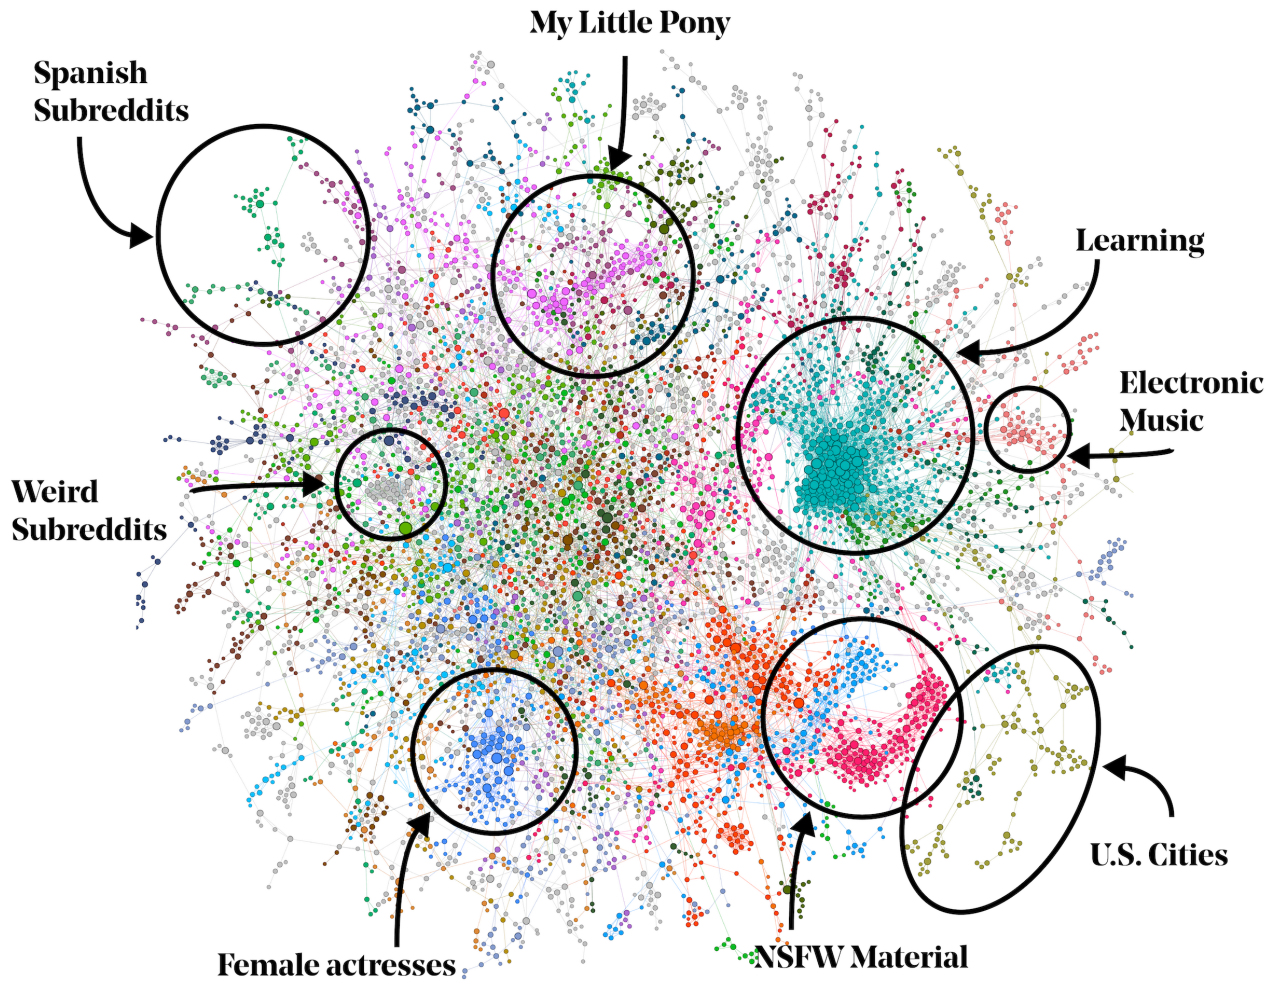 My Little Pony
Spanish
Subreddits
Learning
Electronic
Music
Weird
Subreddits
U.S. Cities
Female actresses
NSFW Material